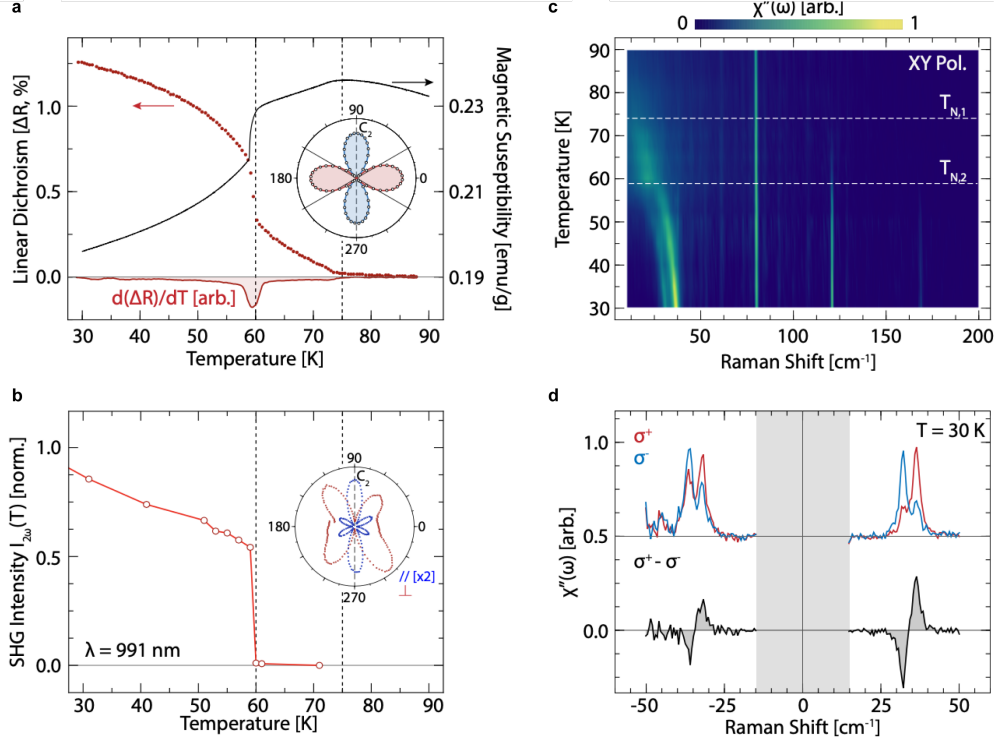 a
Linear Dichroism [ΔR, %]
1.0
0.5
0.0
0.23
0.21
0.19
Magnetic Suseptibility [emu/g]
90
C2
180
0
270
d(ΔR)/dT [arb.]
30 40 50 60 70 80 90
Temperature [K]
b
SHG Intensity I2ω(T) [norm.]
1.0
0.5
0.0
90
C2
180
0
270
// [x2]
⊥
λ = 991 nm
30 40 50 60 70 80 90
Temperature [K]
c
χ″(ω) [arb.]
0 1
Temperature [K]
90
80
70
60
50
40
30
XY Pol.
TN,1
TN,2
50 100 150 200
Raman Shift [cm-1]
d
χ″(ω) [arb.]
1.0
0.5
0.0
σ+
σ-
T = 30 K
σ+ - σ-
-50 -25 0 25 50
Raman Shift [cm-1]